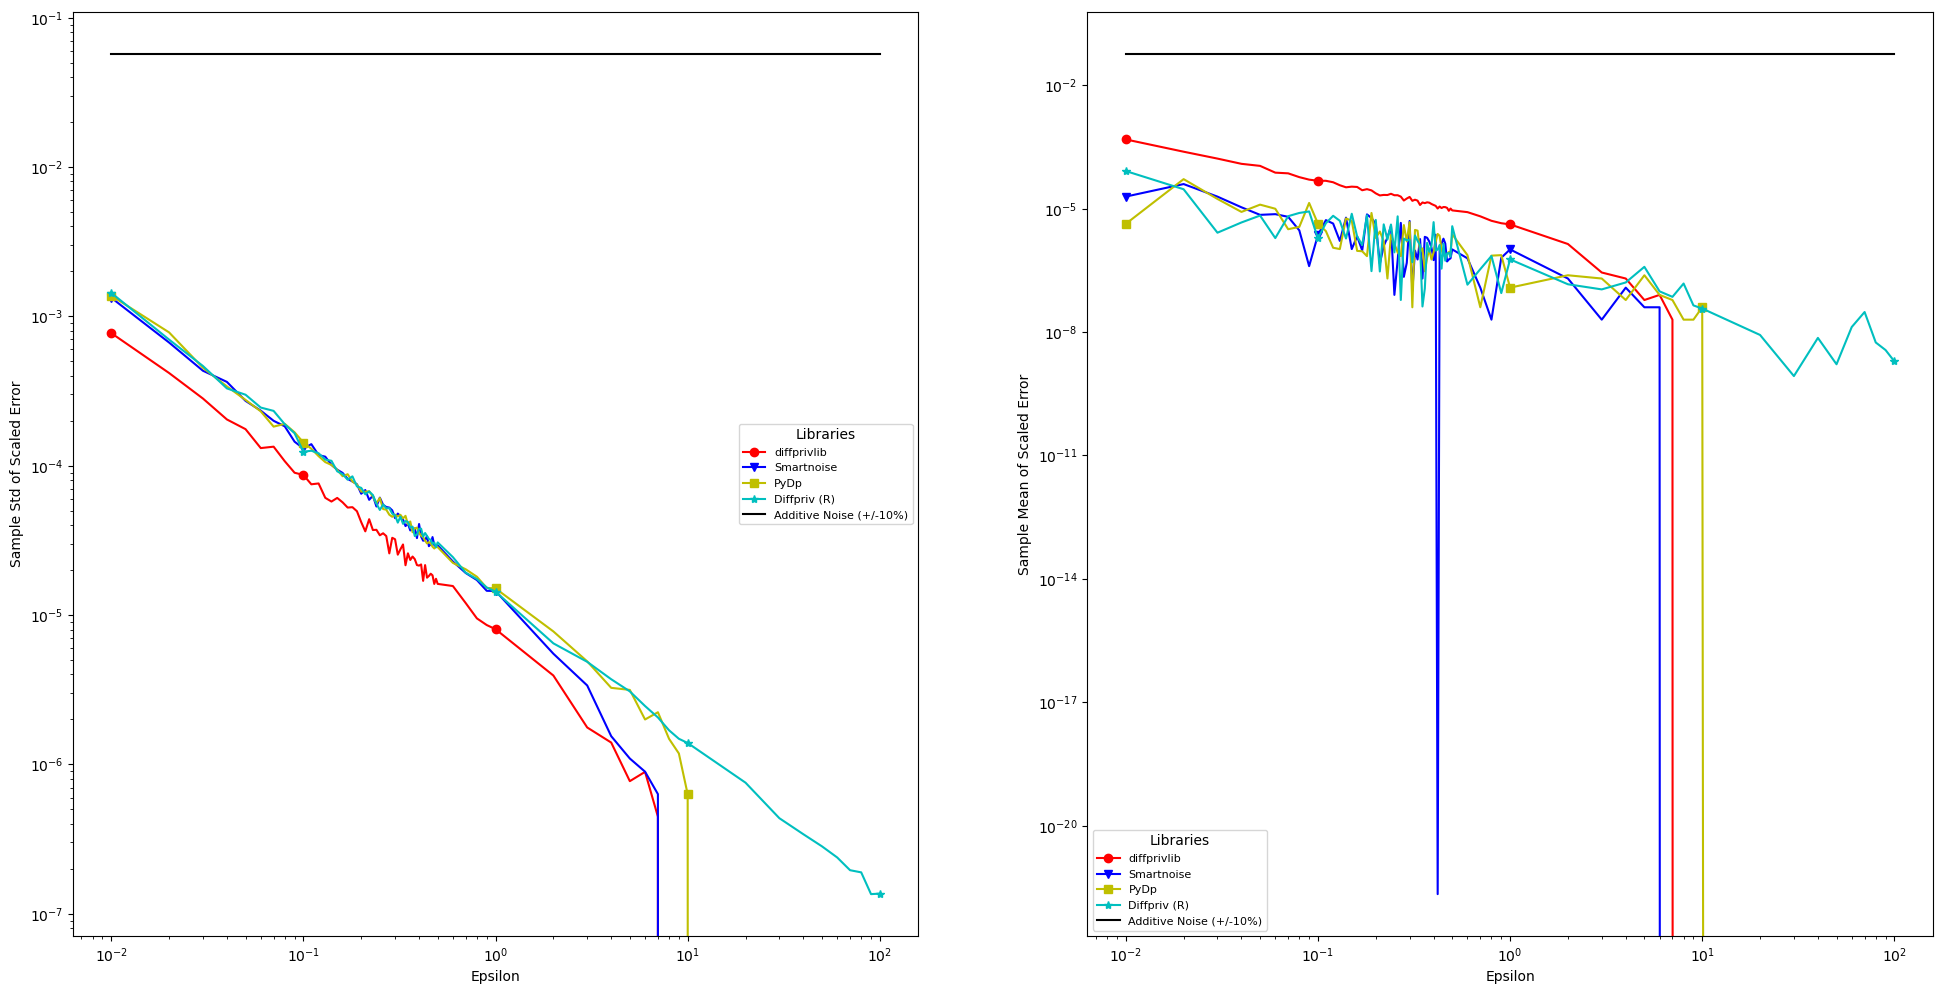 10⁻¹
10⁻²
10⁻³
10⁻⁴
10⁻⁵
10⁻⁶
10⁻⁷
Sample Std of Scaled Error
Libraries
diffprivlib
Smartnoise
PyDp
Diffpriv (R)
Additive Noise (+/-10%)
10⁻² 10⁻¹ 10⁰ 10¹ 10²
Epsilon
10⁻²
10⁻⁵
10⁻⁸
10⁻¹¹
10⁻¹⁴
10⁻¹⁷
10⁻²⁰
Sample Mean of Scaled Error
Libraries
diffprivlib
Smartnoise
PyDp
Diffpriv (R)
Additive Noise (+/-10%)
10⁻² 10⁻¹ 10⁰ 10¹ 10²
Epsilon